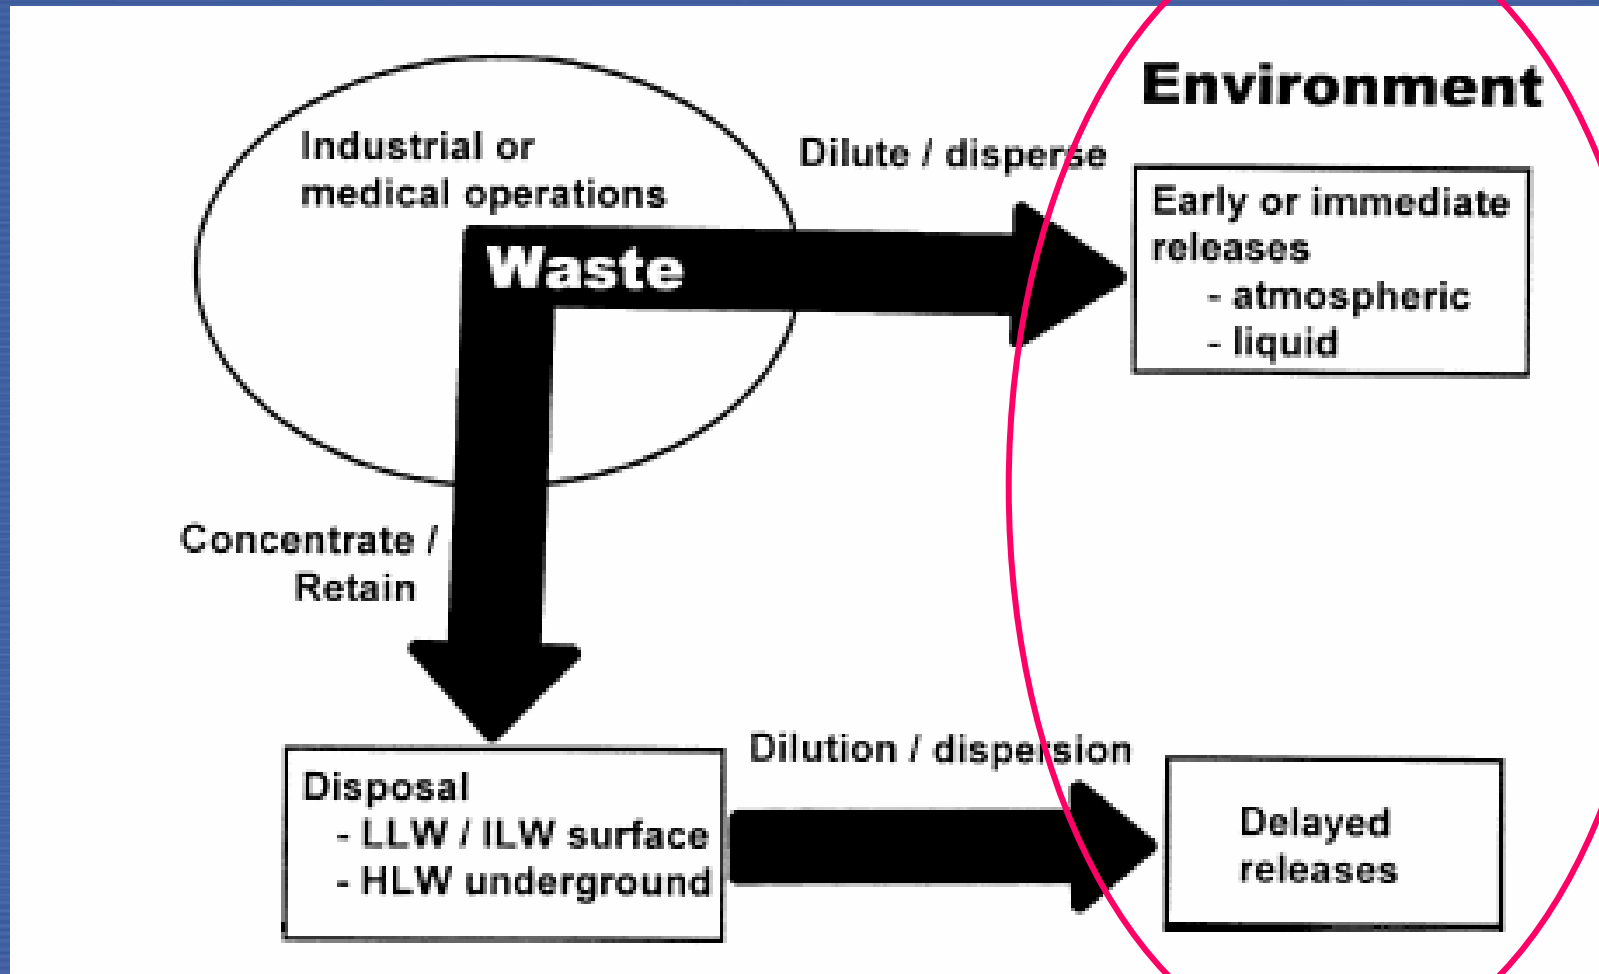 Environment
Industrial or
medical operations
Dilute / disperse
Early or immediate
releases
- atmospheric
- liquid
Waste
Concentrate /
Retain
Disposal
- LLW / ILW surface
- HLW underground
Dilution / dispersion
Delayed
releases